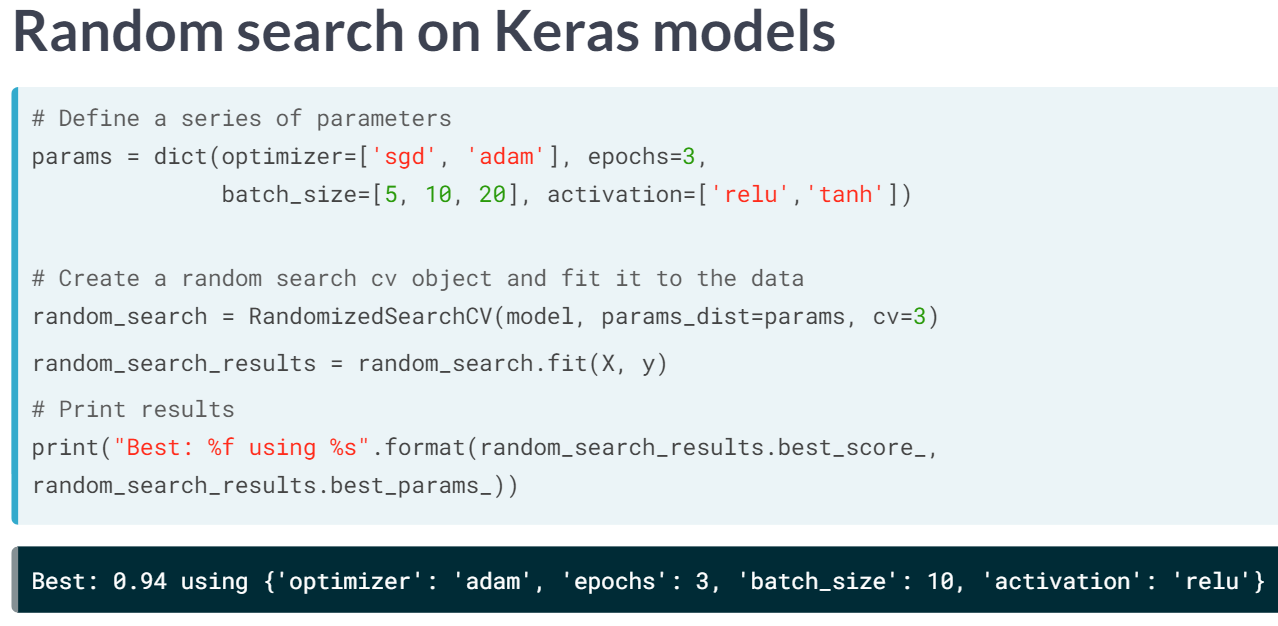 Random search on Keras models
# Define a series of parameters
params = dict(optimizer=['sgd', 'adam'], epochs=3,
batch_size=[5, 10, 20], activation=['relu','tanh'])
# Create a random search cv object and fit it to the data
random_search = RandomizedSearchCV(model, params_dist=params, cv=3)
random_search_results = random_search.fit(X, y)
# Print results
print("Best: %f using %s".format(random_search_results.best_score_,
random_search_results.best_params_))
Best: 0.94 using {'optimizer': 'adam', 'epochs': 3, 'batch_size': 10, 'activation': 'relu'}